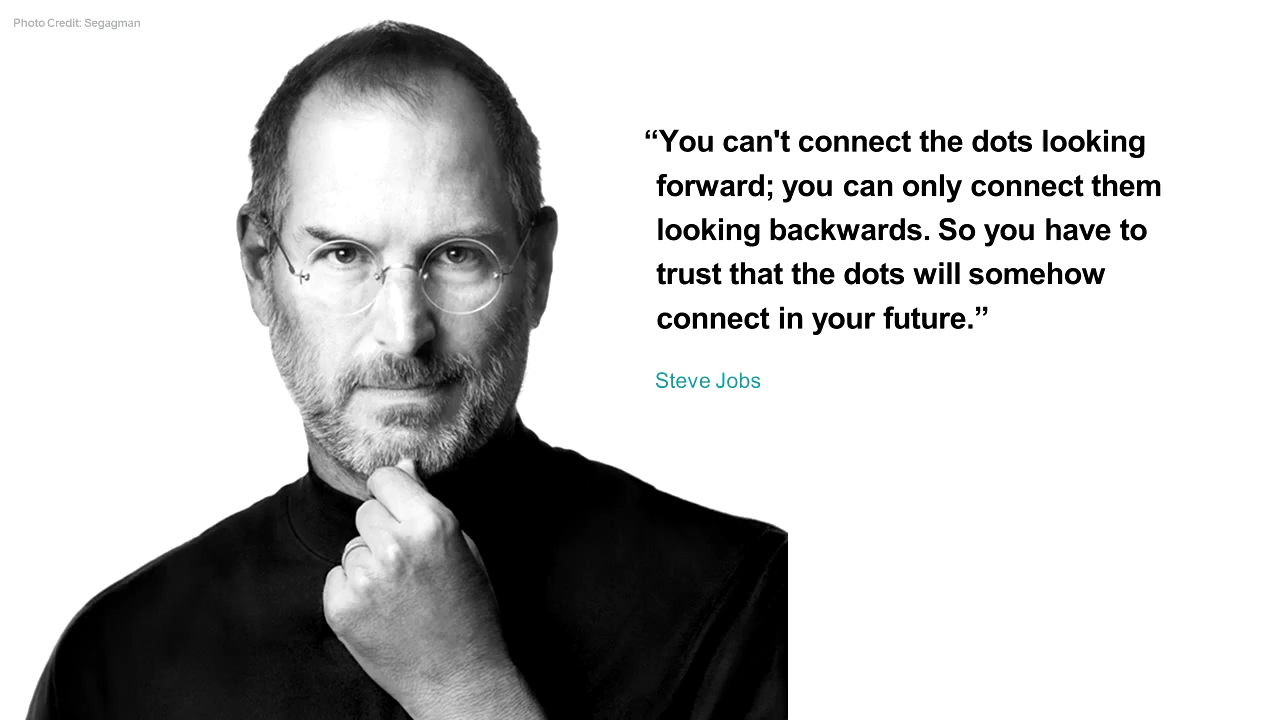 Photo Credit: Segagman
“You can't connect the dots looking
forward; you can only connect them
looking backwards. So you have to
trust that the dots will somehow
connect in your future.”
Steve Jobs